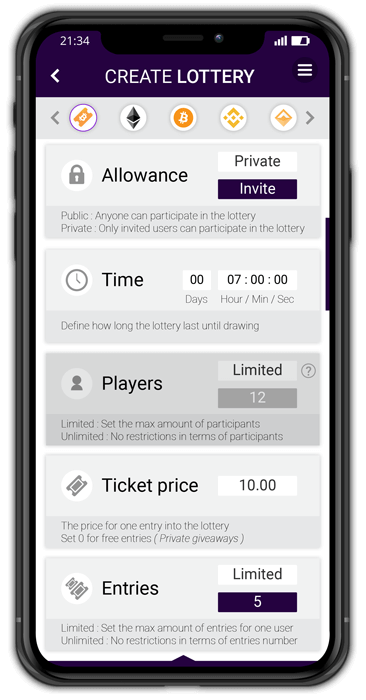 21:34
CREATE LOTTERY
Allowance
Private
Invite
Public : Anyone can participate in the lottery
Private : Only invited users can participate in the lottery
Time
00
07 : 00 : 00
Days
Hour / Min / Sec
Define how long the lottery last until drawing
Players
Limited
?
12
Limited : Set the max amount of participants
Unlimited : No restrictions in terms of participants
Ticket price
10.00
The price for one entry into the lottery
Set 0 for free entries ( Private giveaways )
Entries
Limited
5
Limited : Set the max amount of entries for one user
Unlimited : No restrictions in terms of entries number